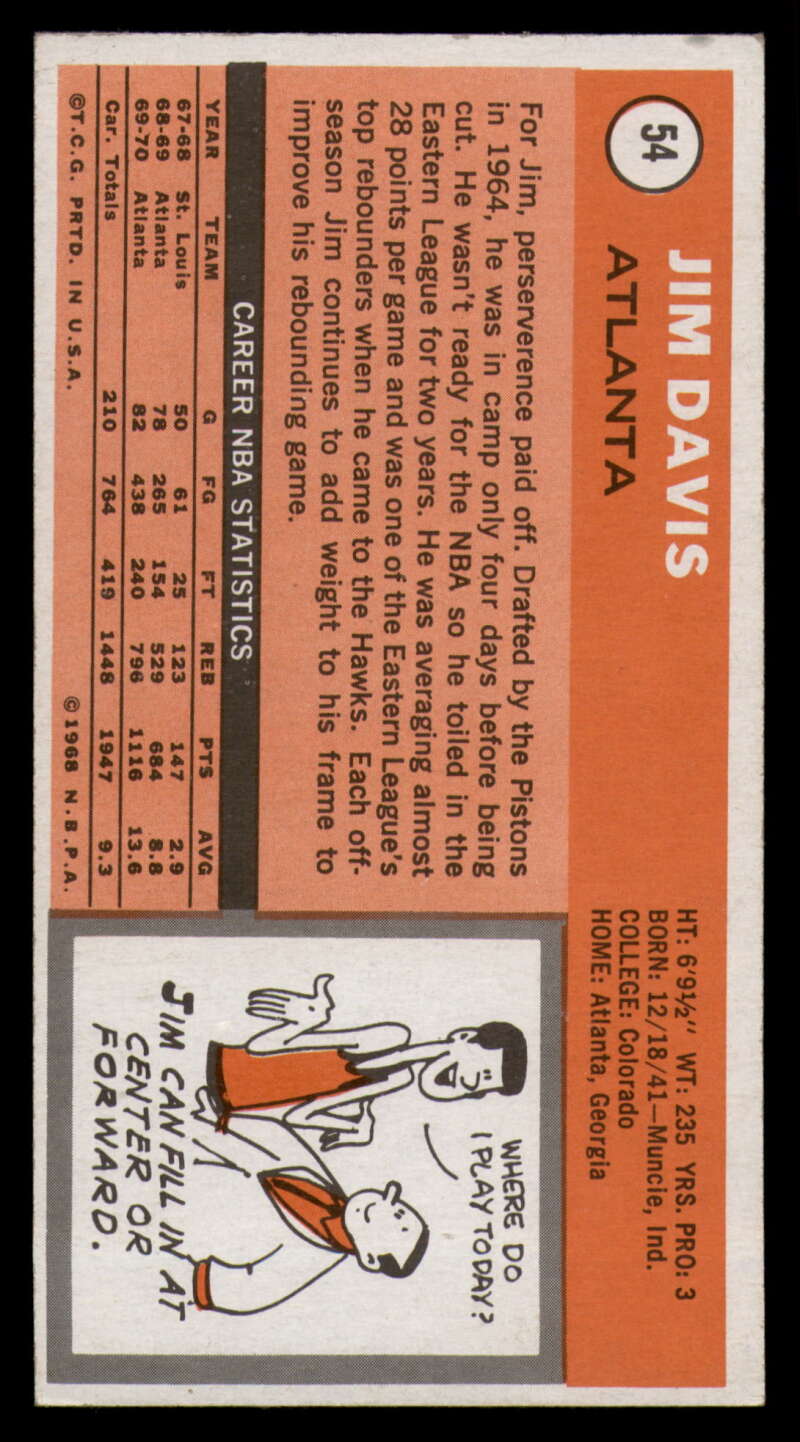 54
JIM DAVIS
ATLANTA
HT: 6'9½" WT: 235 YRS. PRO: 3
BORN: 12/18/41—Muncie, Ind.
COLLEGE: Colorado
HOME: Atlanta, Georgia
For Jim, perserverence paid off. Drafted by the Pistons
in 1964, he was in camp only four days before being
cut. He wasn't ready for the NBA so he toiled in the
Eastern League for two years. He was averaging almost
28 points per game and was one of the Eastern League's
top rebounders when he came to the Hawks. Each off-
season Jim continues to add weight to his frame to
improve his rebounding game.
CAREER NBA STATISTICS
YEAR TEAM G FG FT REB PTS AVG
67-68 St. Louis 50 61 25 123 147 2.9
68-69 Atlanta 78 265 154 529 684 8.8
69-70 Atlanta 82 438 240 796 1116 13.6
Car. Totals 210 764 419 1448 1947 9.3
©T.C.G. PRTD. IN U.S.A. ©1968 N.B.P.A.
WHERE DO
I PLAY TODAY?
JIM CAN FILL IN AT
CENTER OR
FORWARD.